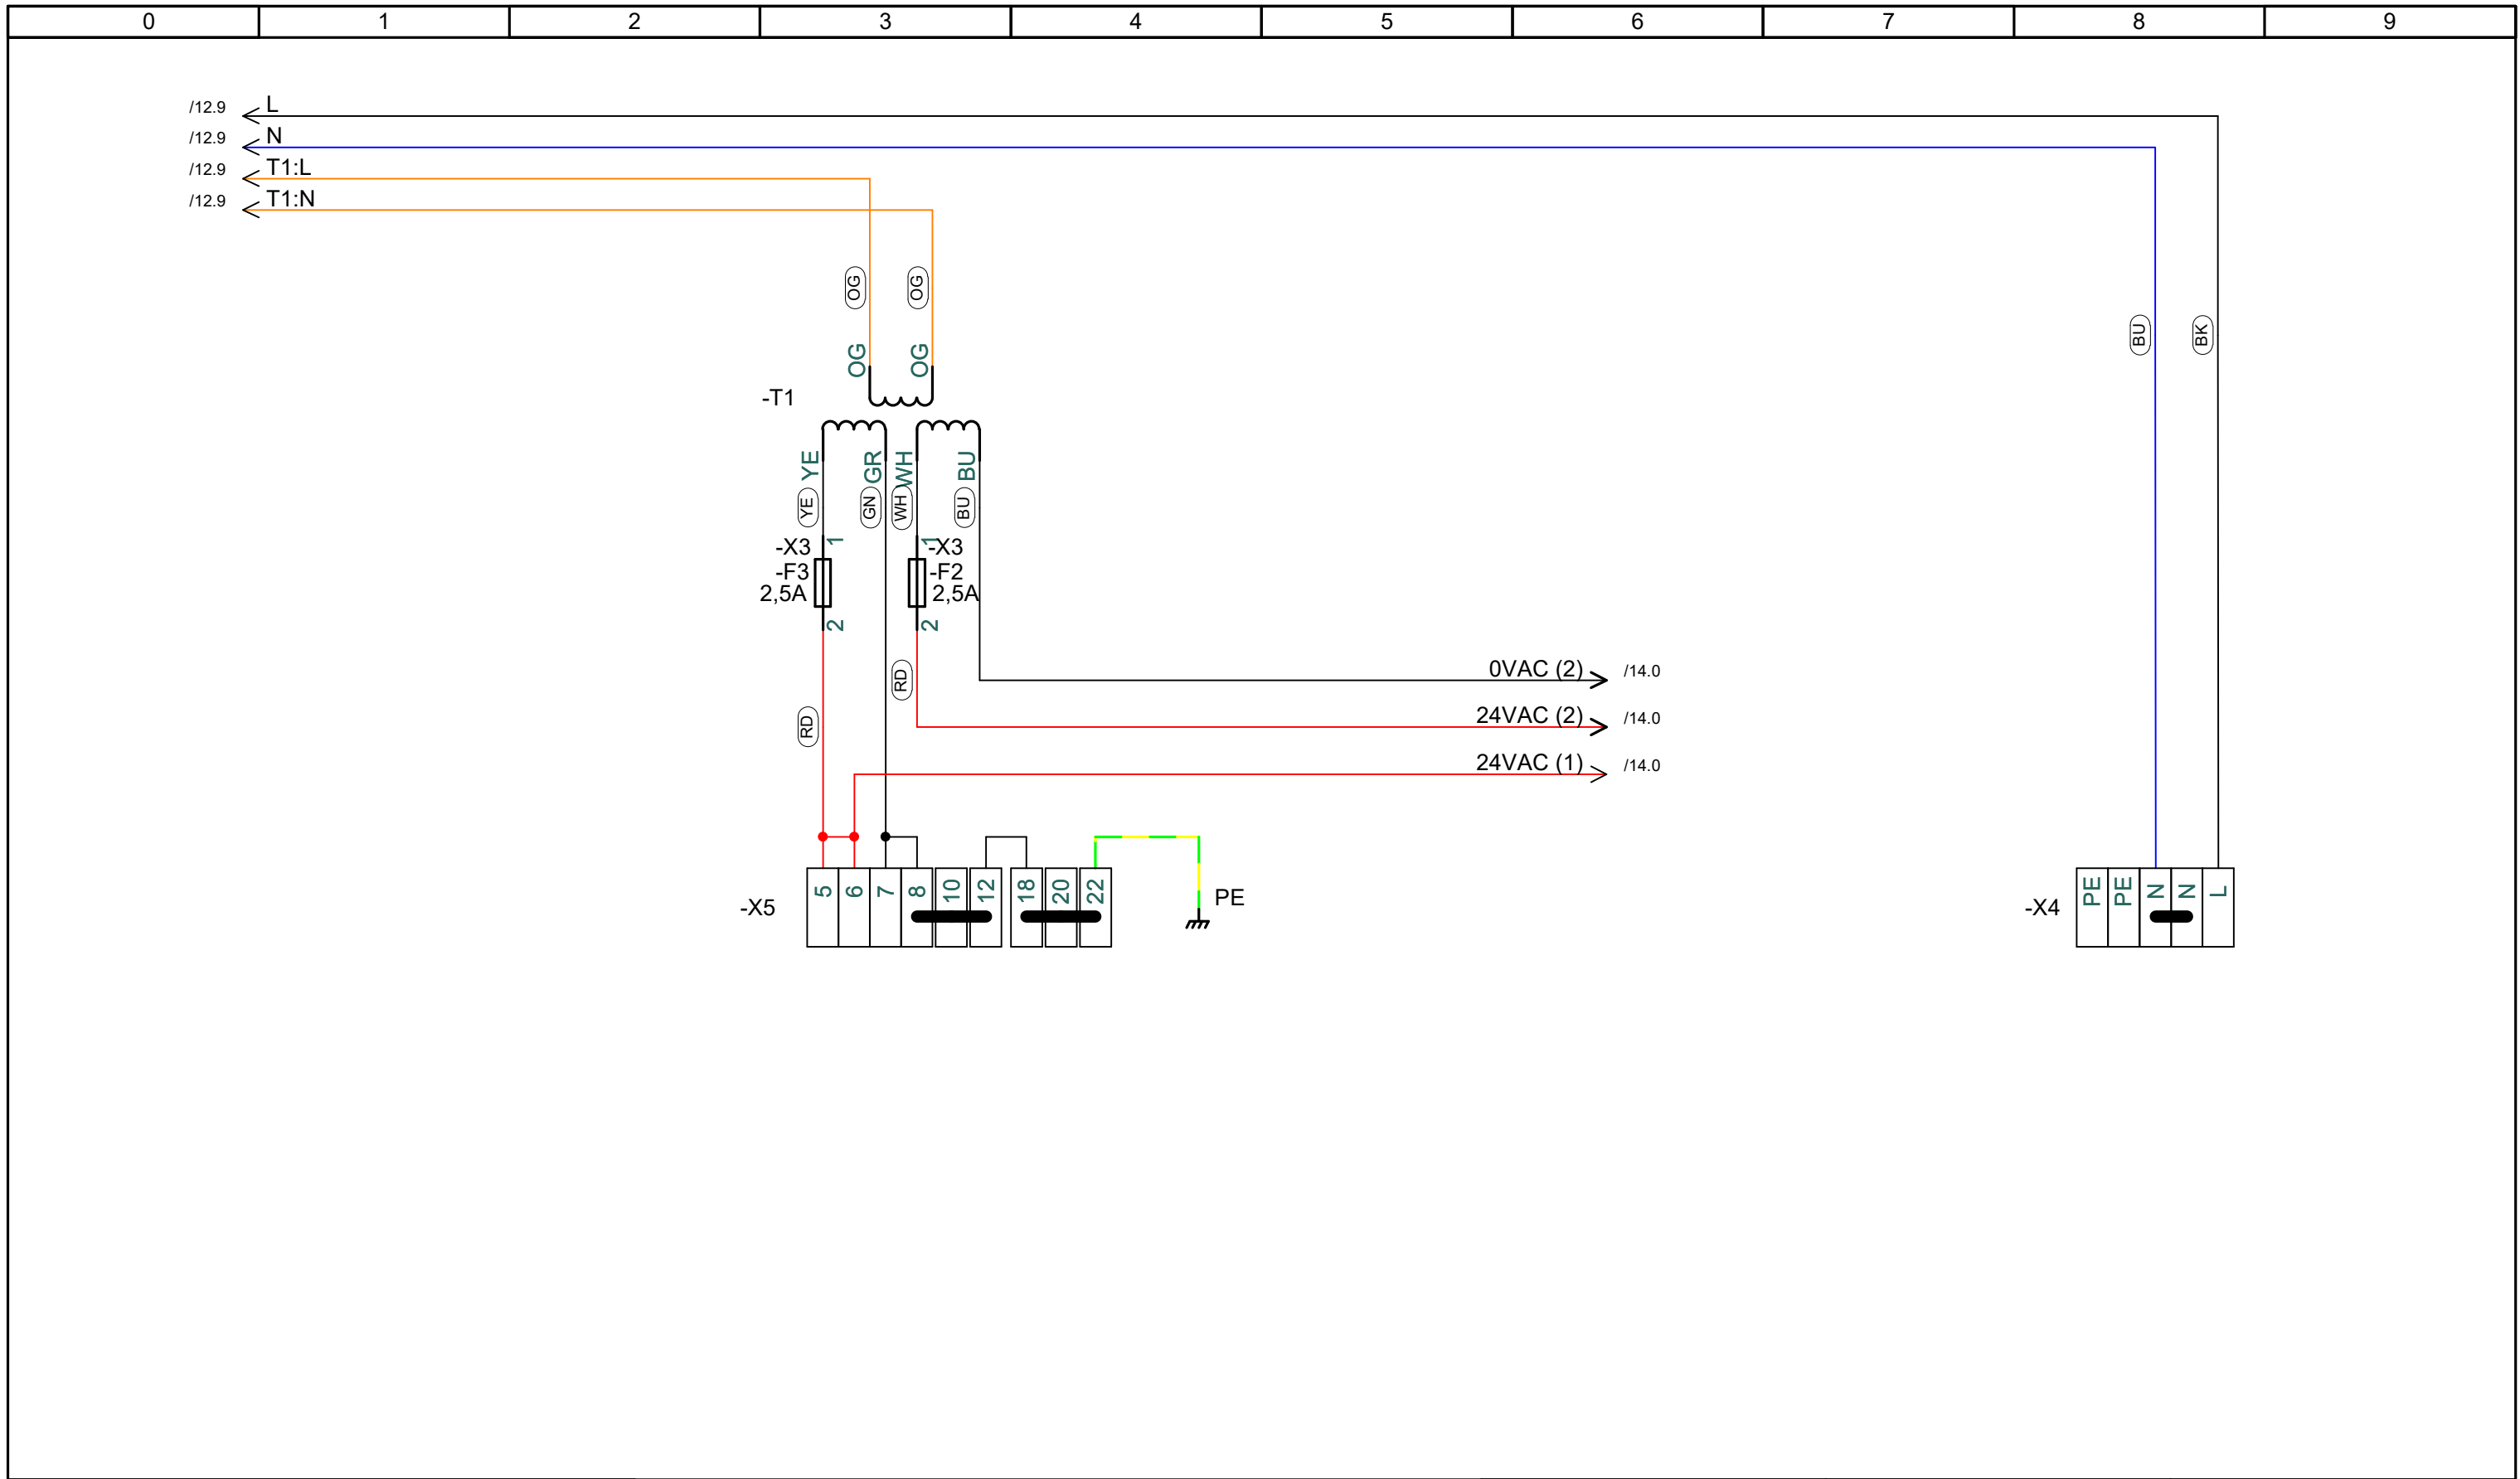 0 1 2 3 4 5 6 7 8 9
/12.9 L
/12.9 N
/12.9 T1:L
/12.9 T1:N
OG OG
BU BK
OG OG
-T1
YE GR WH BU
YE GN WH BU
-X3 1 1 -X3
-F3 -F2
2,5A 2,5A
2 2
RD
0VAC (2) /14.0
RD
24VAC (2) /14.0
24VAC (1) /14.0
-X5 5 6 7 8 10 12 18 20 22 PE
-X4 PE PE N N L